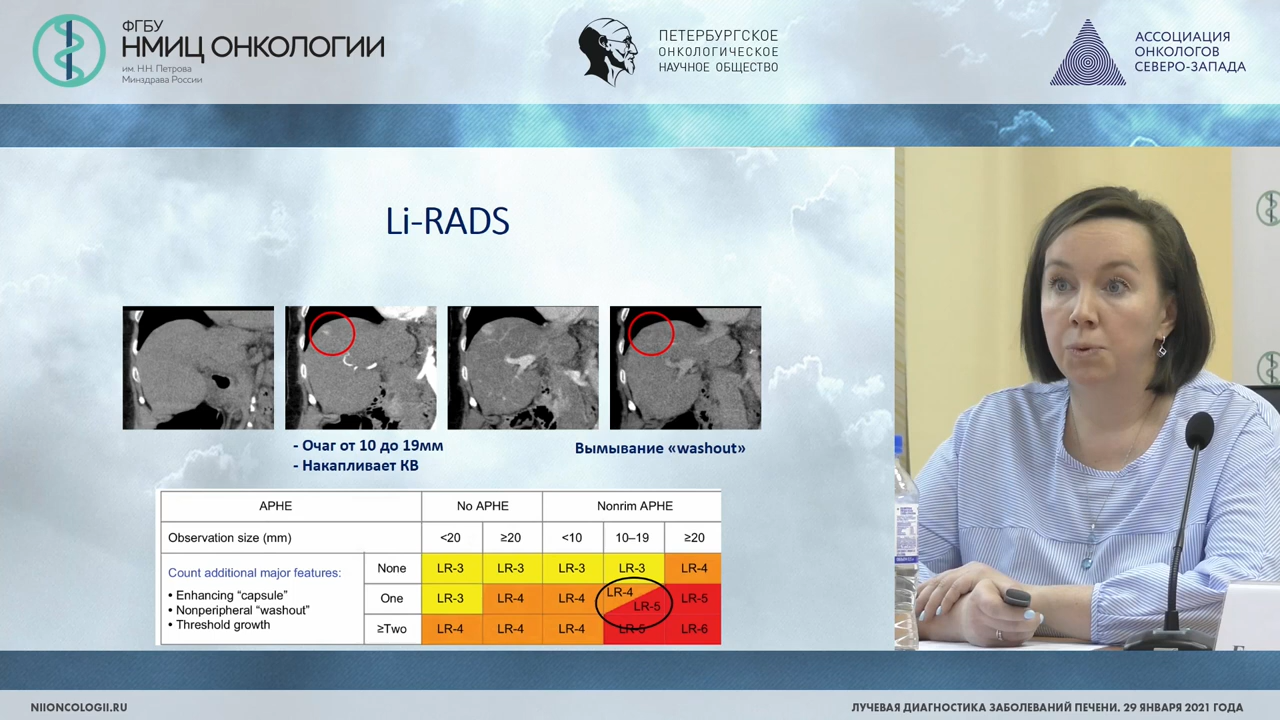 ФГБУ
НМИЦ ОНКОЛОГИИ
им. Н.Н. Петрова
Минздрава России
ПЕТЕРБУРГСКОЕ
ОНКОЛОГИЧЕСКОЕ
НАУЧНОЕ ОБЩЕСТВО
АССОЦИАЦИЯ
ОНКОЛОГОВ
СЕВЕРО-ЗАПАДА
Li-RADS
- Очаг от 10 до 19мм
- Накапливает КВ
Вымывание «washout»
APHE No APHE Nonrim APHE
Observation size (mm) <20 ≥20 <10 10–19 ≥20
Count additional major features:
• Enhancing “capsule”
• Nonperipheral “washout”
• Threshold growth
None LR-3 LR-3 LR-3 LR-3 LR-4
One LR-3 LR-4 LR-4 LR-4 LR-5 LR-5
≥Two LR-4 LR-4 LR-4 LR-5 LR-6
NIIONCOLOGII.RU
ЛУЧЕВАЯ ДИАГНОСТИКА ЗАБОЛЕВАНИЙ ПЕЧЕНИ. 29 ЯНВАРЯ 2021 ГОДА